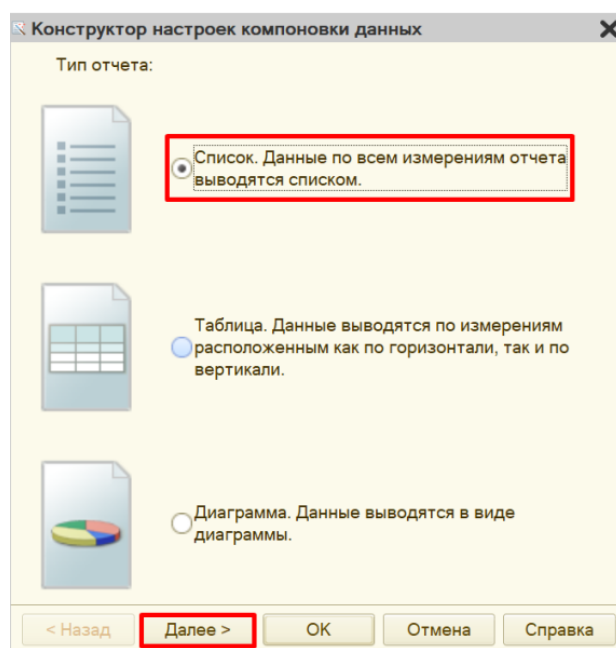 Конструктор настроек компоновки данных
Тип отчета:
Список. Данные по всем измерениям отчета
выводятся списком.
Таблица. Данные выводятся по измерениям
расположенным как по горизонтали, так и по
вертикали.
Диаграмма. Данные выводятся в виде
диаграммы.
< Назад Далее > OK Отмена Справка